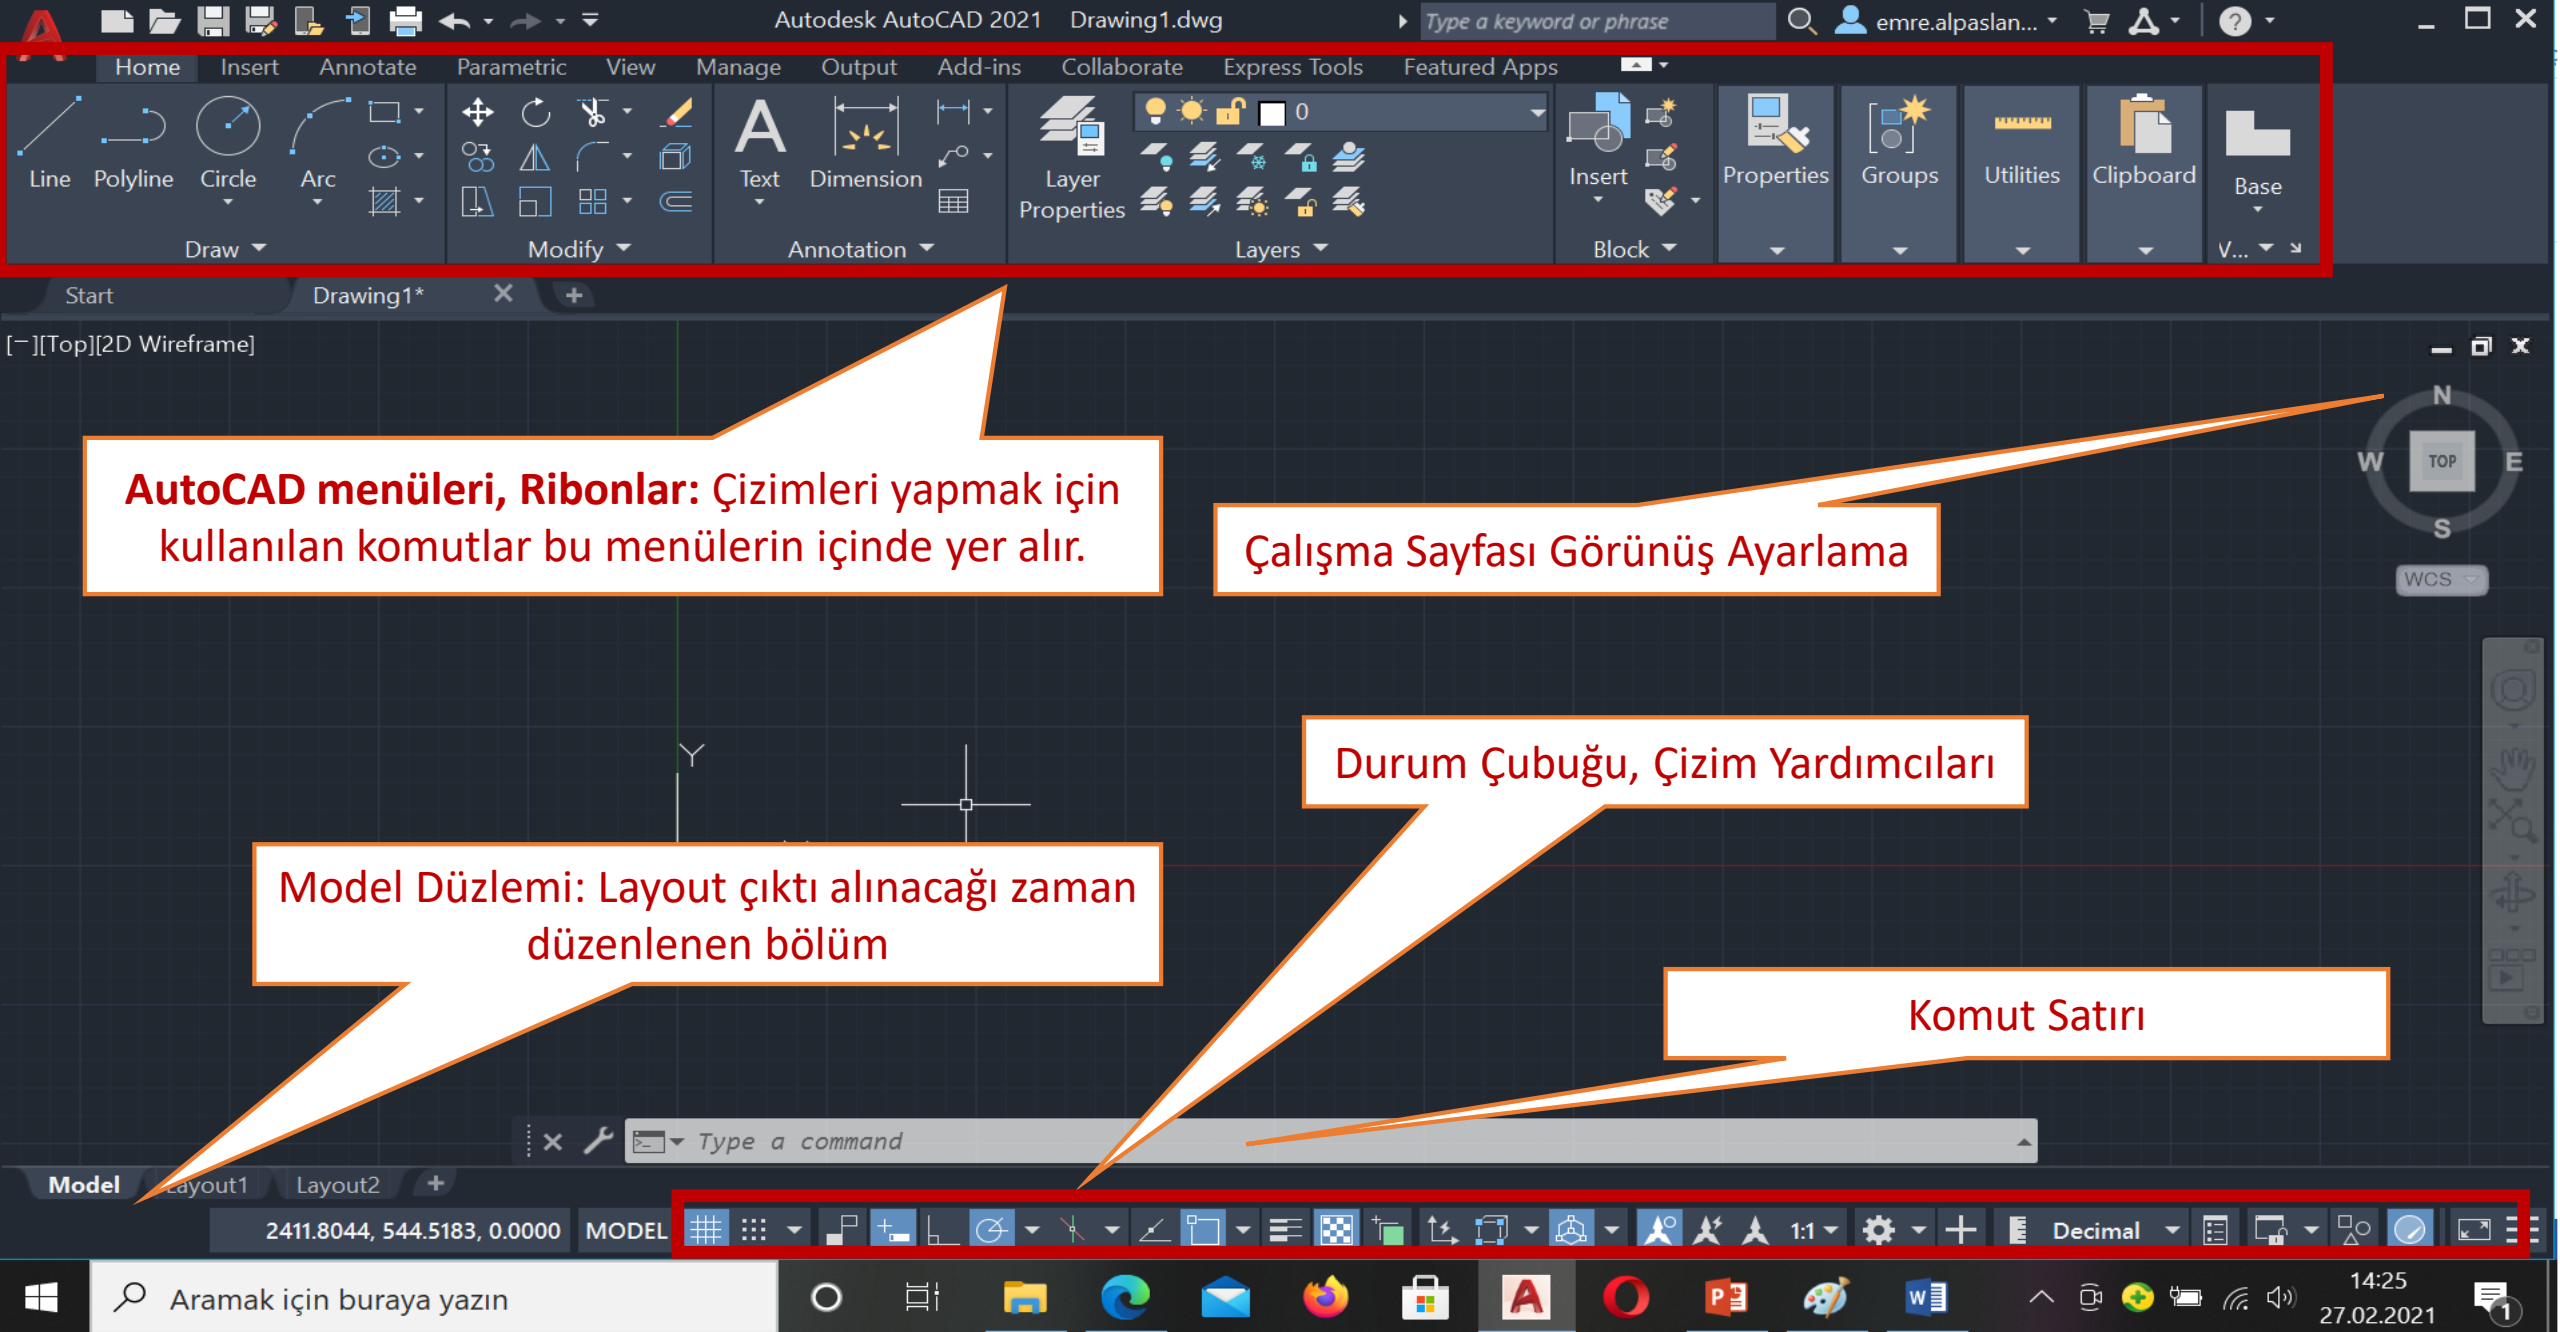 Autodesk AutoCAD 2021 Drawing1.dwg
Type a keyword or phrase
emre.alpaslan...
Home Insert Annotate Parametric View Manage Output Add-ins Collaborate Express Tools Featured Apps
0
Line Polyline Circle Arc
Text Dimension
Layer
Properties
Insert
Properties Groups Utilities Clipboard
Base
Draw Modify Annotation Layers Block V...
Start Drawing1*
[−][Top][2D Wireframe]
N
W TOP E
S
WCS
AutoCAD menüleri, Ribonlar: Çizimleri yapmak için
kullanılan komutlar bu menülerin içinde yer alır.
Çalışma Sayfası Görünüş Ayarlama
Y
Durum Çubuğu, Çizim Yardımcıları
Model Düzlemi: Layout çıktı alınacağı zaman
düzenlenen bölüm
Komut Satırı
Type a command
Model Layout1 Layout2
2411.8044, 544.5183, 0.0000 MODEL 1:1 Decimal
Aramak için buraya yazın
14:25
27.02.2021
1